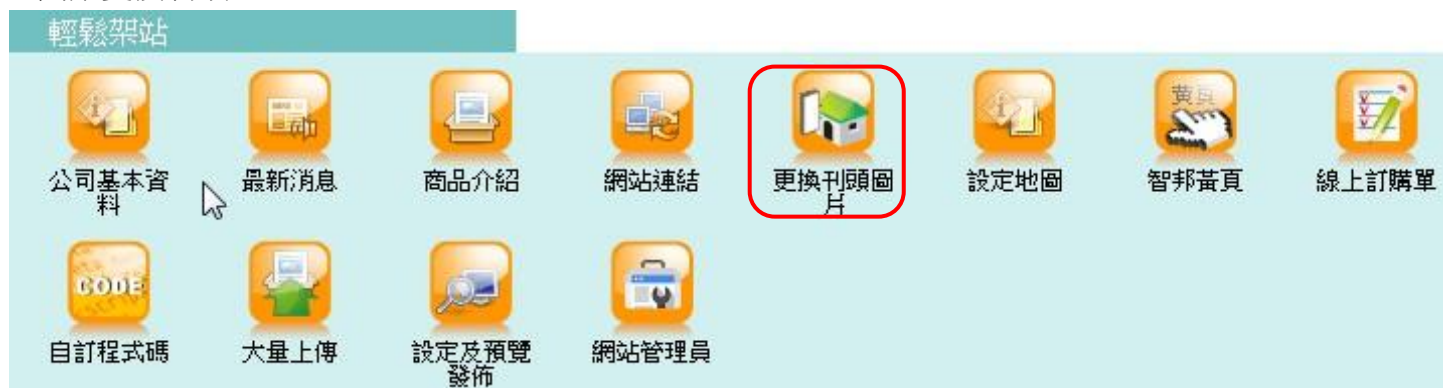 輕鬆架站
黃頁
公司基本資
料
最新消息
商品介紹
網站連結
更換刊頭圖
片
設定地圖
智邦黃頁
線上訂購單
CODE
自訂程式碼
大量上傳
設定及預覽
發佈
網站管理員